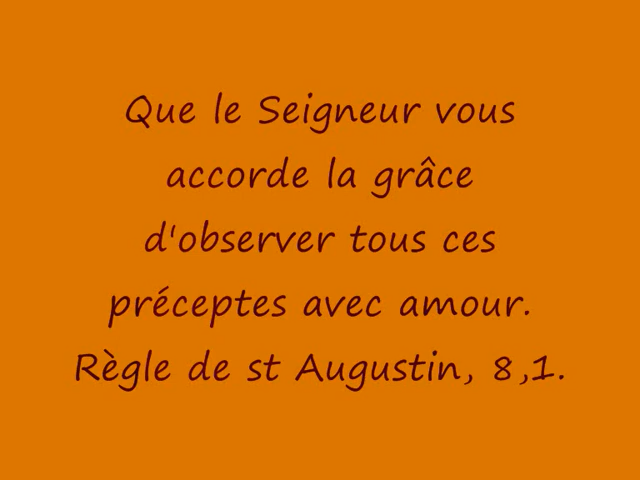 Que le Seigneur vous
accorde la grâce
d'observer tous ces
préceptes avec amour.
Règle de st Augustin, 8,1.